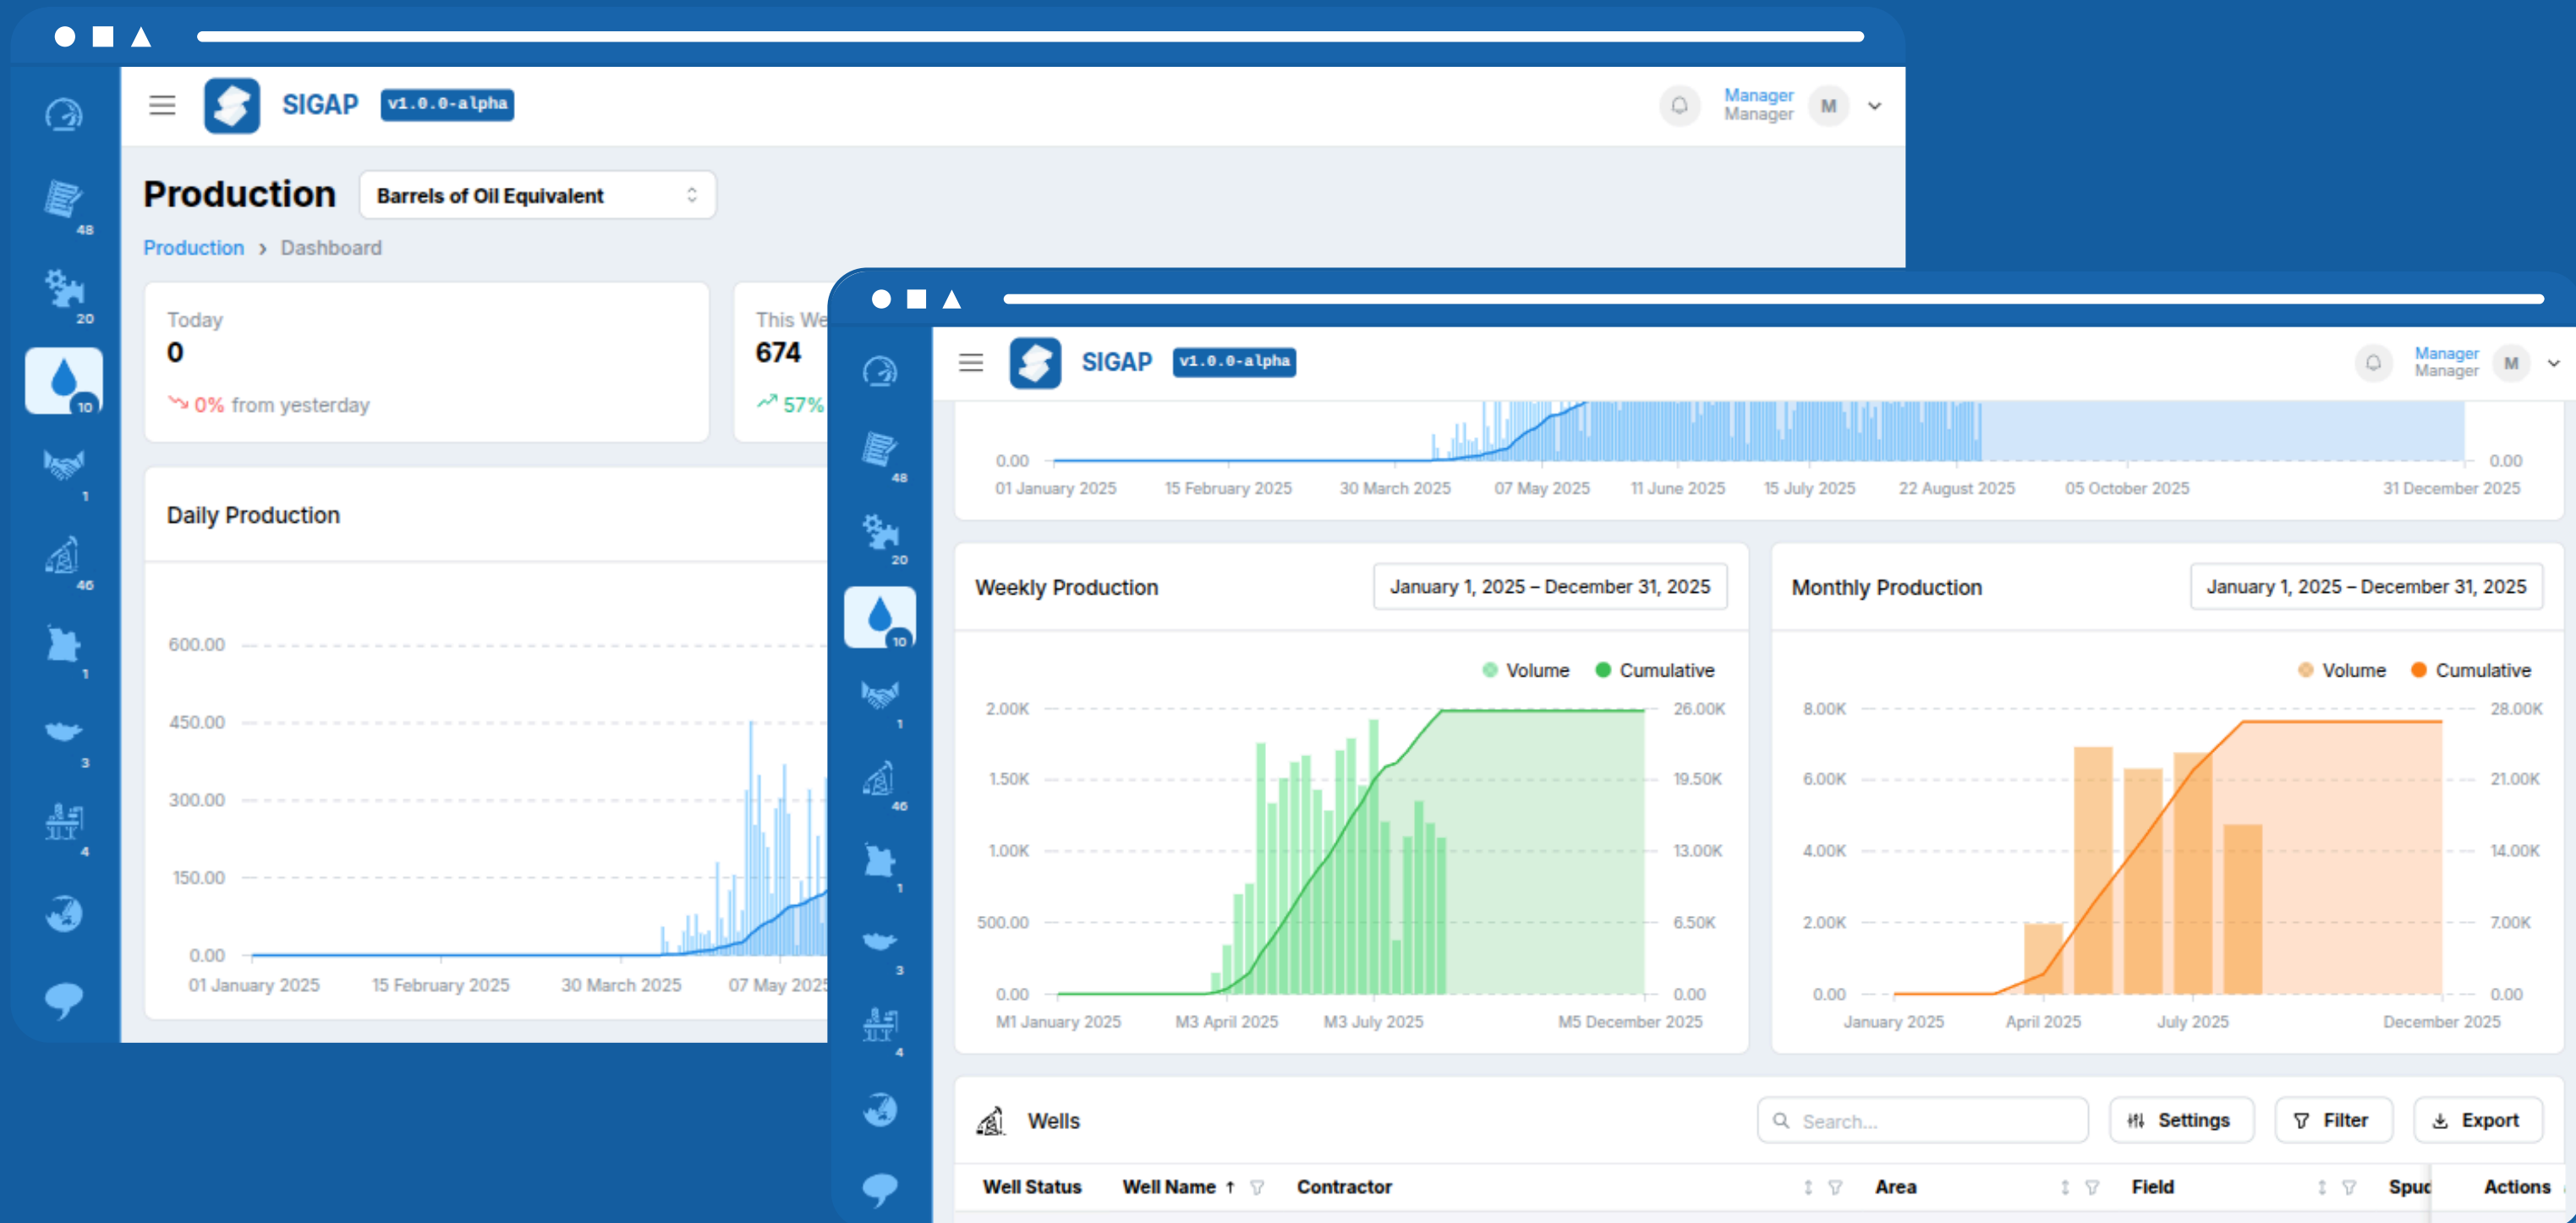 SIGAP v1.0.0-alpha
Manager
Manager
M
Production
Barrels of Oil Equivalent
Production › Dashboard
48
20
10
1
46
1
3
4
Today
0
0% from yesterday
This We
674
57%
Daily Production
600.00
450.00
300.00
150.00
0.00
01 January 2025 15 February 2025 30 March 2025 07 May 2025
SIGAP v1.0.0-alpha
Manager
Manager
M
48
20
10
1
46
1
3
4
0.00 0.00
01 January 2025 15 February 2025 30 March 2025 07 May 2025 11 June 2025 15 July 2025 22 August 2025 05 October 2025 31 December 2025
Weekly Production January 1, 2025 – December 31, 2025
Volume Cumulative
2.00K 26.00K
1.50K 19.50K
1.00K 13.00K
500.00 6.50K
0.00 0.00
M1 January 2025 M3 April 2025 M3 July 2025 M5 December 2025
Monthly Production January 1, 2025 – December 31, 2025
Volume Cumulative
8.00K 28.00K
6.00K 21.00K
4.00K 14.00K
2.00K 7.00K
0.00 0.00
January 2025 April 2025 July 2025 December 2025
Wells Search... Settings Filter Export
Well Status Well Name ↑ Contractor Area Field Spud Actions